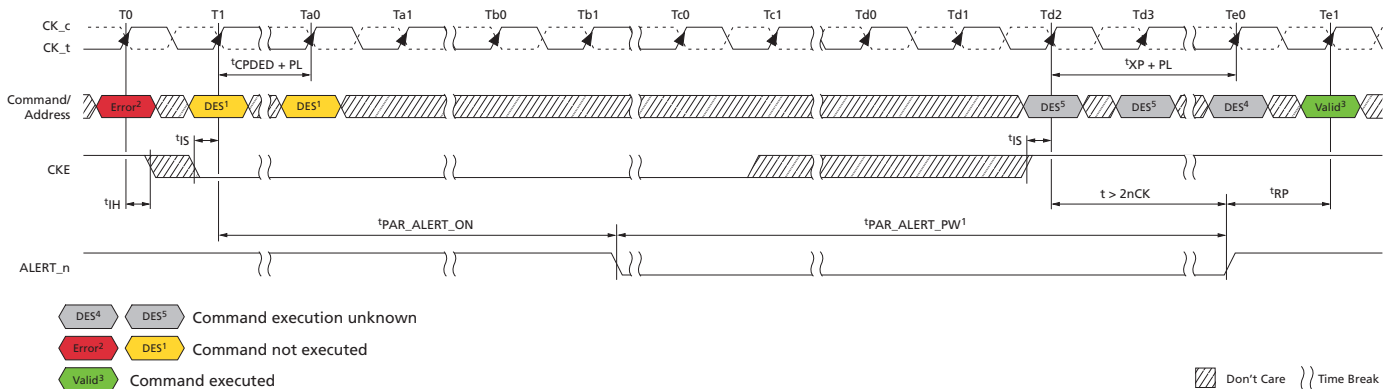 T0 T1 Ta0 Ta1 Tb0 Tb1 Tc0 Tc1 Td0 Td1 Td2 Td3 Te0 Te1
CK_c
CK_t
tCPDED + PL
tXP + PL
Command/
Address
Error2
DES1
DES1
DES5
DES5
DES4
Valid3
tIS
tIS
CKE
tIH
t > 2nCK
tRP
tPAR_ALERT_ON
tPAR_ALERT_PW1
ALERT_n
DES4 DES5 Command execution unknown
Error2 DES1 Command not executed
Valid3 Command executed
Don't Care
Time Break